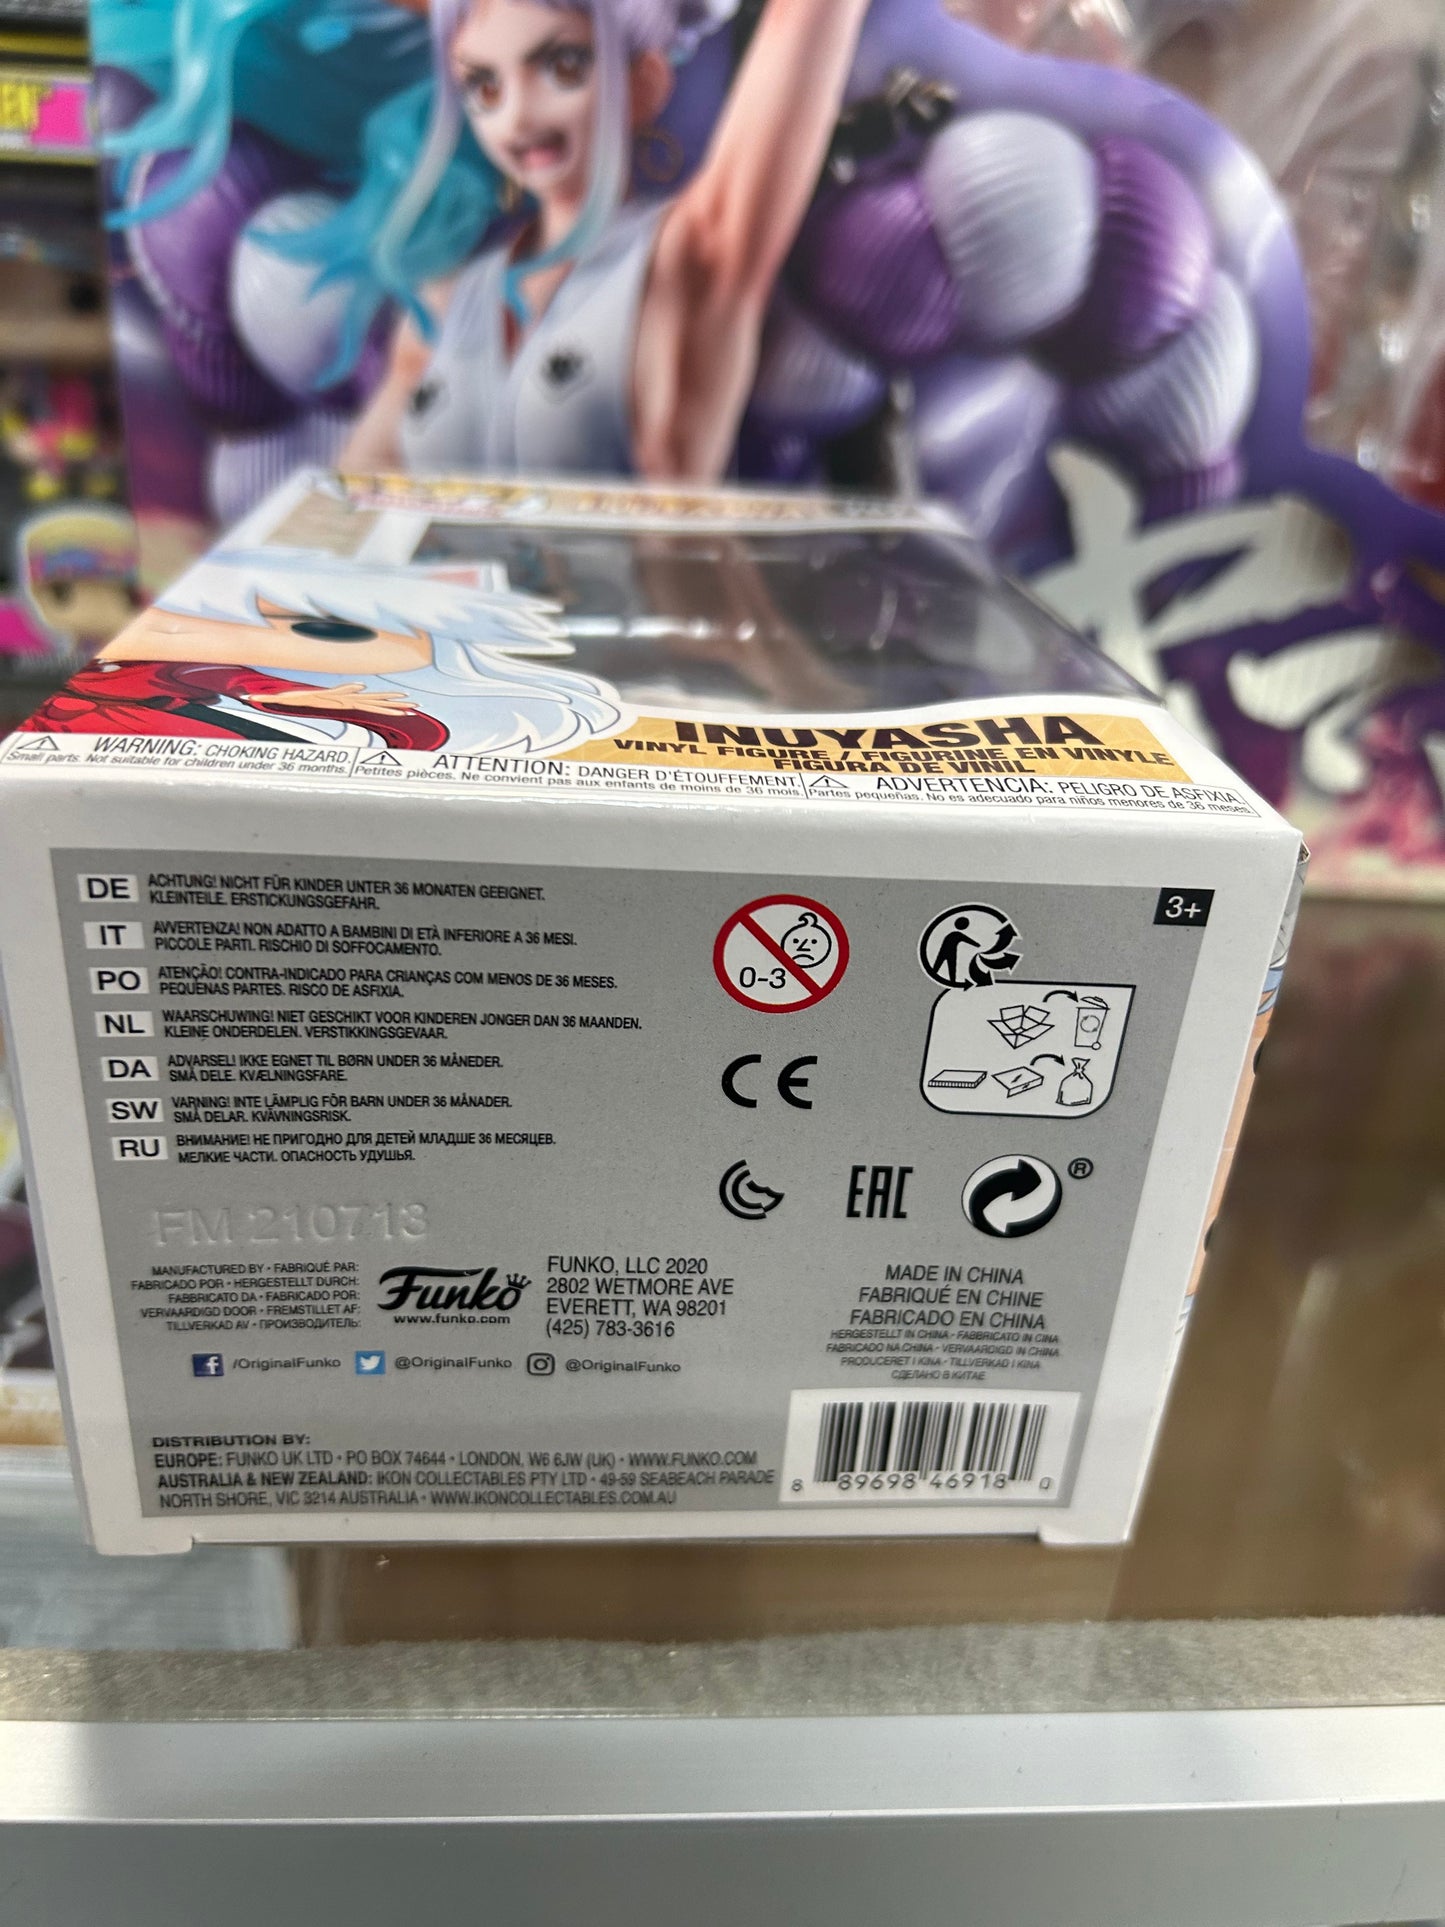 INUYASHA
VINYL FIGURE / FIGURINE EN VINYLE
FIGURA DE VINIL
WARNING: CHOKING HAZARD.
Small parts. Not suitable for children under 36 months.
ATTENTION: DANGER D'ÉTOUFFEMENT.
Petites pièces. Ne convient pas aux enfants de moins de 36 mois.
ADVERTENCIA: PELIGRO DE ASFIXIA.
Partes pequeñas. No es adecuado para niños menores de 36 meses.
3+
DE ACHTUNG! NICHT FÜR KINDER UNTER 36 MONATEN GEEIGNET.
KLEINTEILE. ERSTICKUNGSGEFAHR.
IT AVVERTENZA! NON ADATTO A BAMBINI DI ETÀ INFERIORE A 36 MESI.
PICCOLE PARTI. RISCHIO DI SOFFOCAMENTO.
PO ATENÇÃO! CONTRA-INDICADO PARA CRIANÇAS COM MENOS DE 36 MESES.
PEQUENAS PARTES. RISCO DE ASFIXIA.
NL WAARSCHUWING! NIET GESCHIKT VOOR KINDEREN JONGER DAN 36 MAANDEN.
KLEINE ONDERDELEN. VERSTIKKINGSGEVAAR.
DA ADVARSEL! IKKE EGNET TIL BØRN UNDER 36 MÅNEDER.
SMÅ DELE. KVÆLNINGSFARE.
SW VARNING! INTE LÄMPLIG FÖR BARN UNDER 36 MÅNADER.
SMÅ DELAR. KVÄVNINGSRISK.
RU ВНИМАНИЕ! НЕ ПРИГОДНО ДЛЯ ДЕТЕЙ МЛАДШЕ 36 МЕСЯЦЕВ.
МЕЛКИЕ ЧАСТИ. ОПАСНОСТЬ УДУШЬЯ.
0-3
CE
EAC
®
FM 210713
MANUFACTURED BY • FABRIQUÉ PAR:
FABRICADO POR • HERGESTELLT DURCH:
FABBRICATO DA • FABRICADO POR:
VERVAARDIGD DOOR • FREMSTILLET AF:
TILLVERKAD AV • ПРОИЗВОДИТЕЛЬ:
Funko
www.funko.com
FUNKO, LLC 2020
2802 WETMORE AVE
EVERETT, WA 98201
(425) 783-3616
MADE IN CHINA
FABRIQUÉ EN CHINE
FABRICADO EN CHINA
HERGESTELLT IN CHINA • FABBRICATO IN CINA
FABRICADO NA CHINA • VERVAARDIGD IN CHINA
PRODUCERET I KINA • TILLVERKAD I KINA
СДЕЛАНО В КИТАЕ
/OriginalFunko @OriginalFunko @OriginalFunko
DISTRIBUTION BY:
EUROPE: FUNKO UK LTD • PO BOX 74644 • LONDON, W6 6JW (UK) • WWW.FUNKO.COM
AUSTRALIA & NEW ZEALAND: IKON COLLECTABLES PTY LTD • 49-59 SEABEACH PARADE
NORTH SHORE, VIC 3214 AUSTRALIA • WWW.IKONCOLLECTABLES.COM.AU
8 89698 46918 0